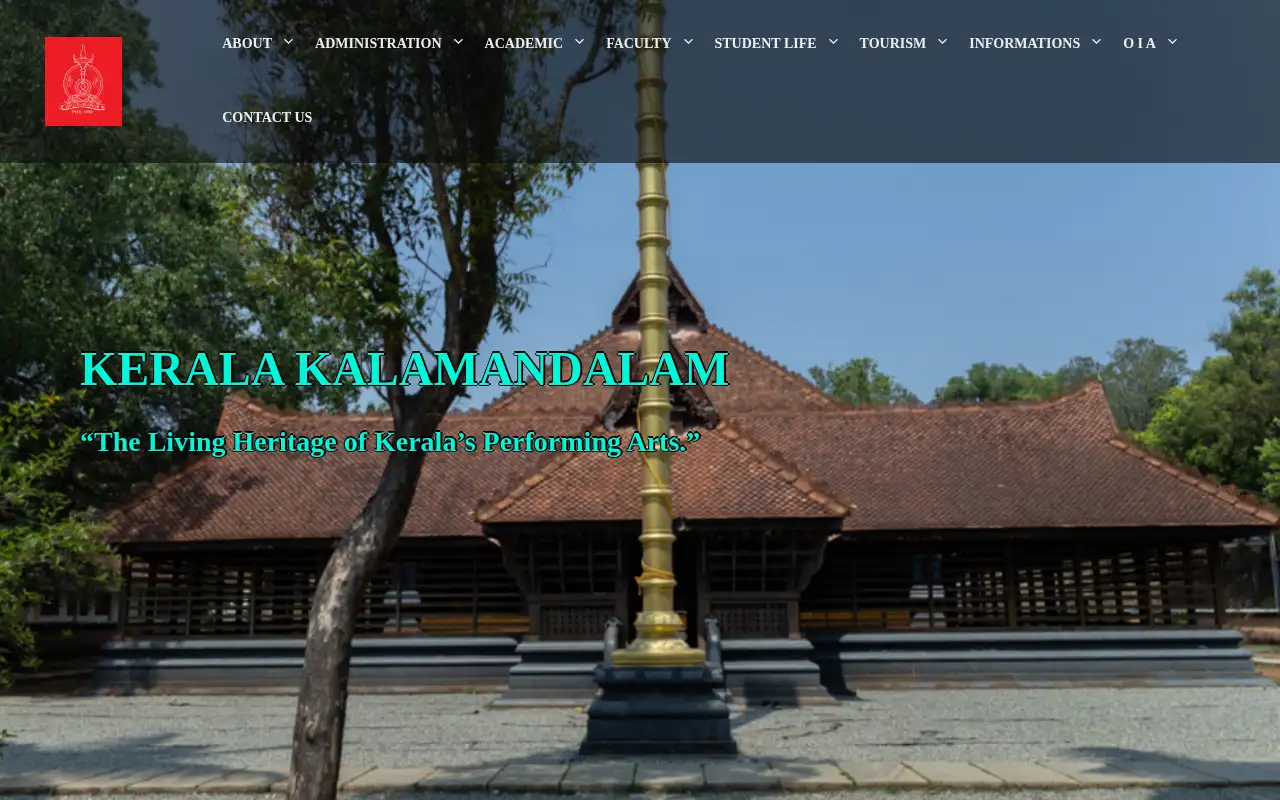 ABOUT ADMINISTRATION ACADEMIC FACULTY STUDENT LIFE TOURISM INFORMATIONS O I A
CONTACT US
KERALA KALAMANDALAM
“The Living Heritage of Kerala’s Performing Arts.”